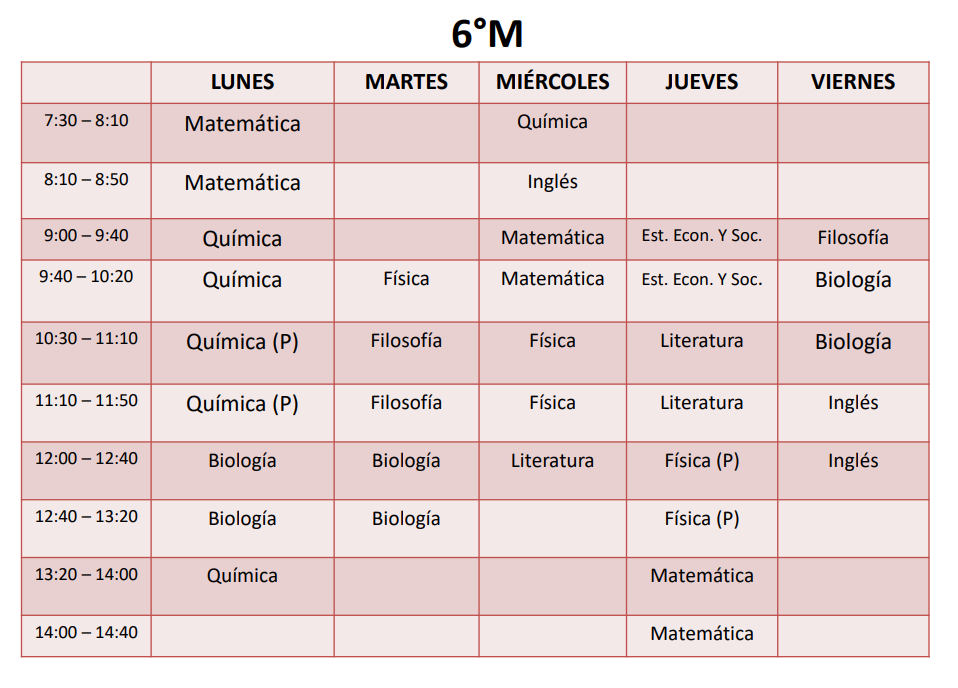 6°M
LUNES MARTES MIÉRCOLES JUEVES VIERNES
7:30 – 8:10 Matemática Química
8:10 – 8:50 Matemática Inglés
9:00 – 9:40 Química Matemática Est. Econ. Y Soc. Filosofía
9:40 – 10:20 Química Física Matemática Est. Econ. Y Soc. Biología
10:30 – 11:10 Química (P) Filosofía Física Literatura Biología
11:10 – 11:50 Química (P) Filosofía Física Literatura Inglés
12:00 – 12:40 Biología Biología Literatura Física (P) Inglés
12:40 – 13:20 Biología Biología Física (P)
13:20 – 14:00 Química Matemática
14:00 – 14:40 Matemática